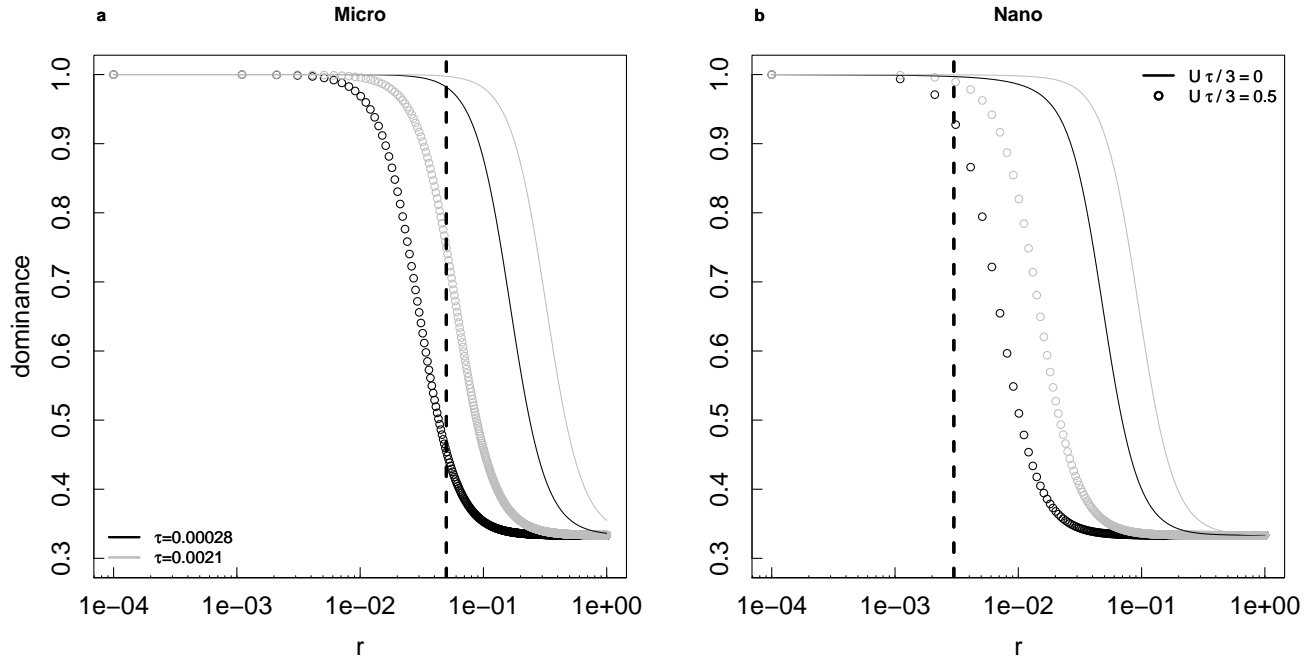 a Micro
dominance
1.0
0.9
0.8
0.7
0.6
0.5
0.4
0.3
τ=0.00028
τ=0.0021
1e−04 1e−03 1e−02 1e−01 1e+00
r
b Nano
U τ / 3 = 0
U τ / 3 = 0.5
1.0
0.9
0.8
0.7
0.6
0.5
0.4
0.3
1e−04 1e−03 1e−02 1e−01 1e+00
r